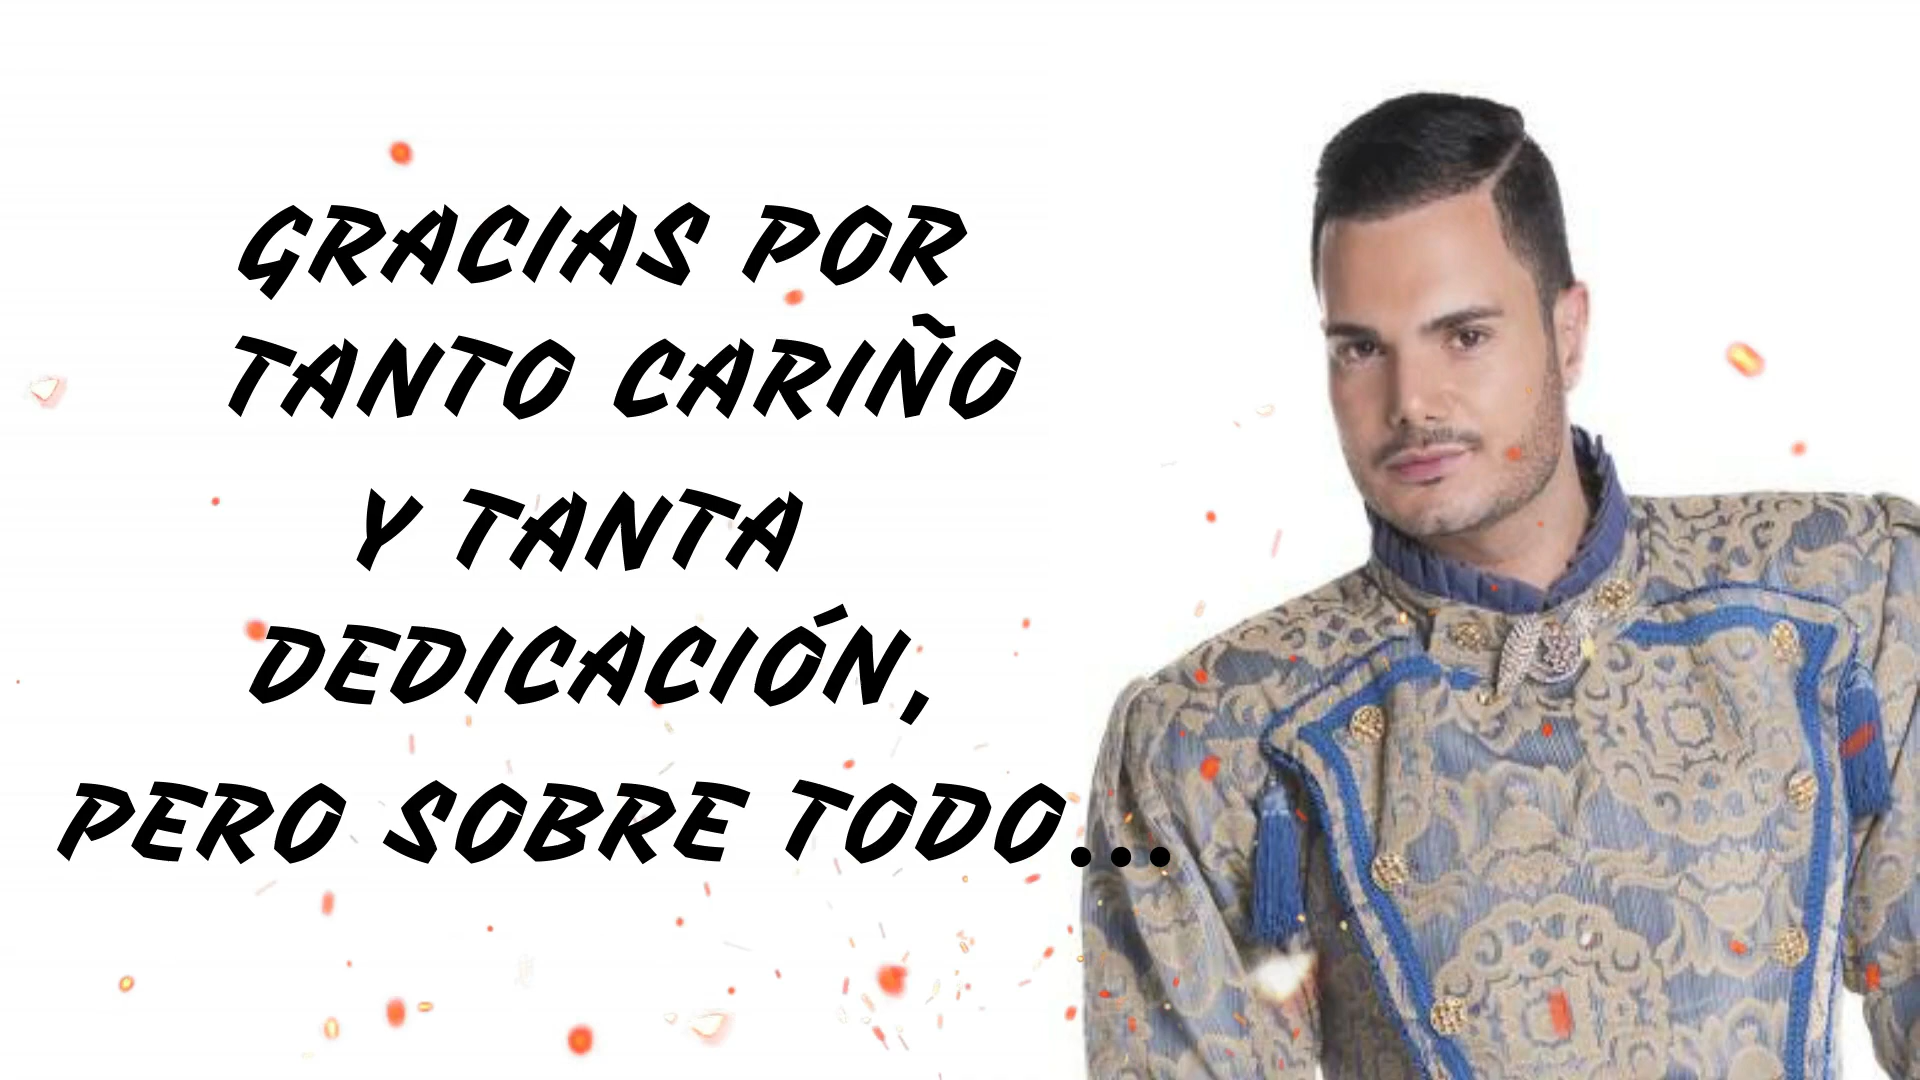 GRACIAS POR
TANTO CARIÑO
Y TANTA
DEDICACIÓN,
PERO SOBRE TODO...